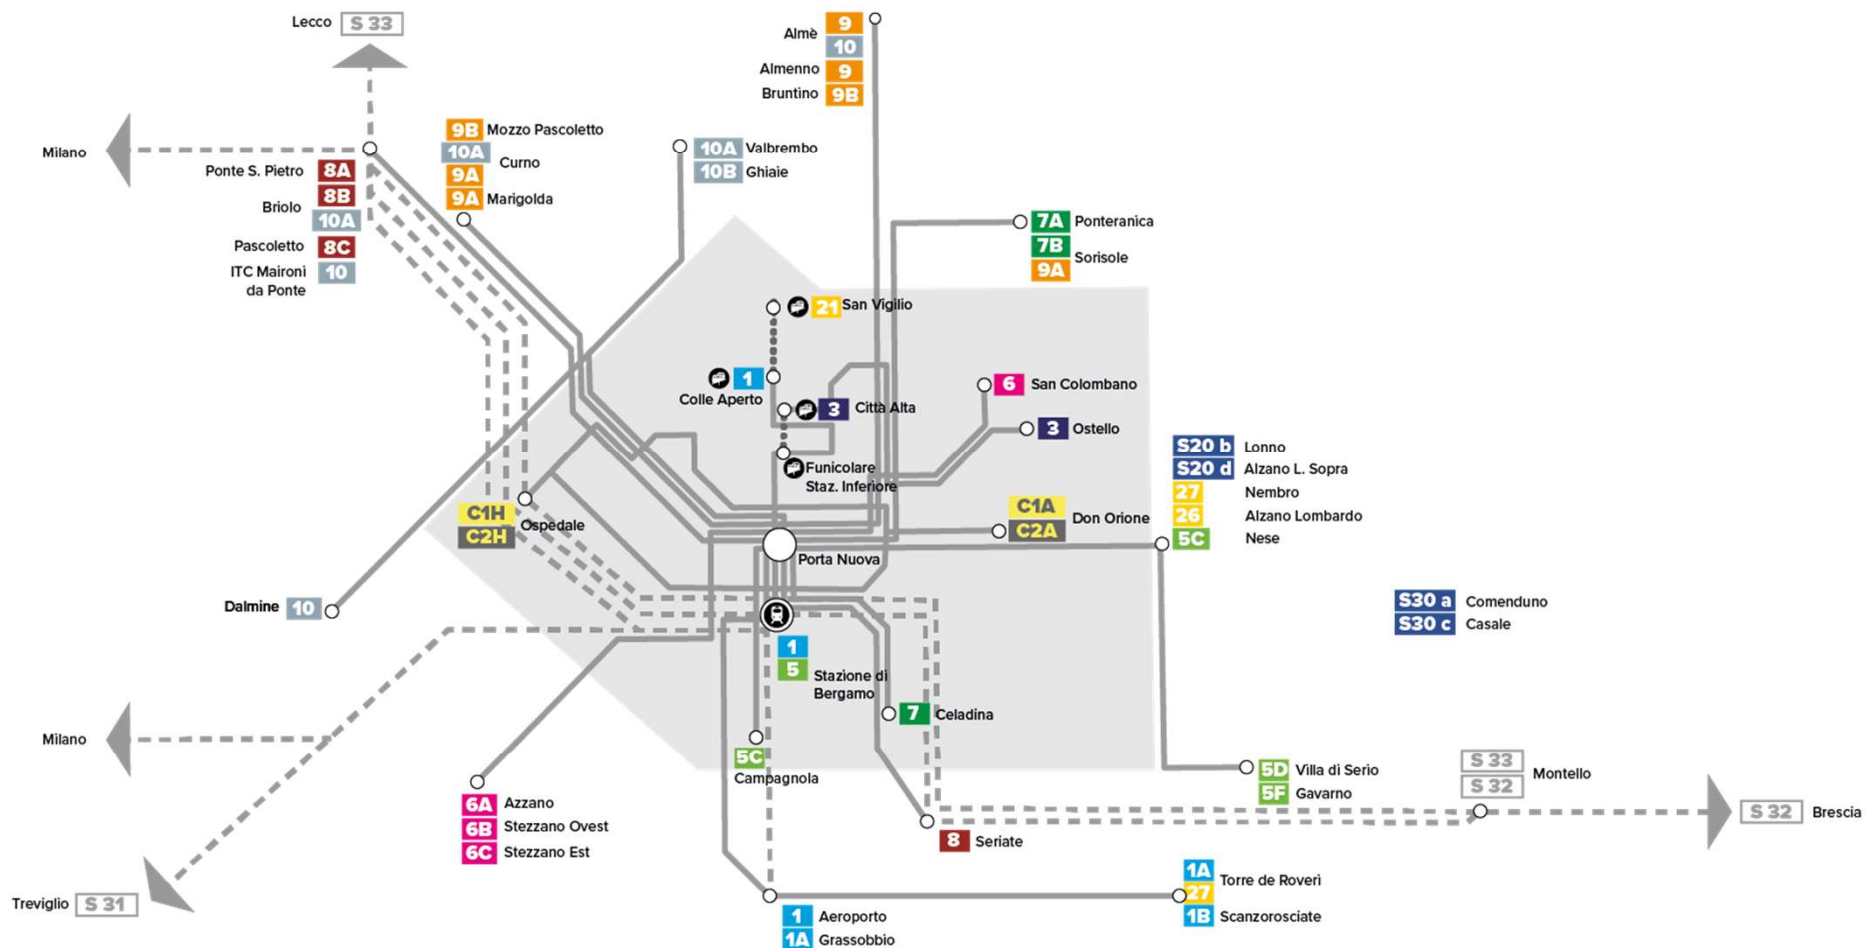 Lecco S 33
Milano
Ponte S. Pietro 8A
8B
Briolo
10A
Pascoletto 8C
ITC Maironi 10
da Ponte
9B Mozzo Pascoletto
10A
Curno
9A
9A Marigolda
10A Valbrembo
10B Ghiaie
9
Almè
10
Almenno 9
Bruntino 9B
7A Ponteranica
7B
Sorisole
9A
21 San Vigilio
1
Colle Aperto
3 Città Alta
Funicolare
Staz. Inferiore
6 San Colombano
3 Ostello
S20 b Lonno
S20 d Alzano L. Sopra
27 Nembro
26 Alzano Lombardo
5C Nese
C1A
Don Orione
C2A
C1H
Ospedale
C2H
Porta Nuova
Dalmine 10
S30 a Comenduno
S30 c Casale
1
5
Stazione di
Bergamo
7 Celadina
5C
Campagnola
Milano
6A Azzano
6B Stezzano Ovest
6C Stezzano Est
5D Villa di Serio
5F Gavarno
S 33
Montello
S 32
S 32 Brescia
8 Seriate
Treviglio S 31
1A
Torre de Roveri
27
1B Scanzorosciate
1 Aeroporto
1A Grassobbio